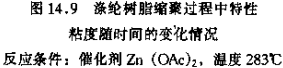 图 14.9 涤纶树脂缩聚过程中特性
粘度随时间的变化情况
反应条件：催化剂 Zn (OAc)₂，温度 283℃